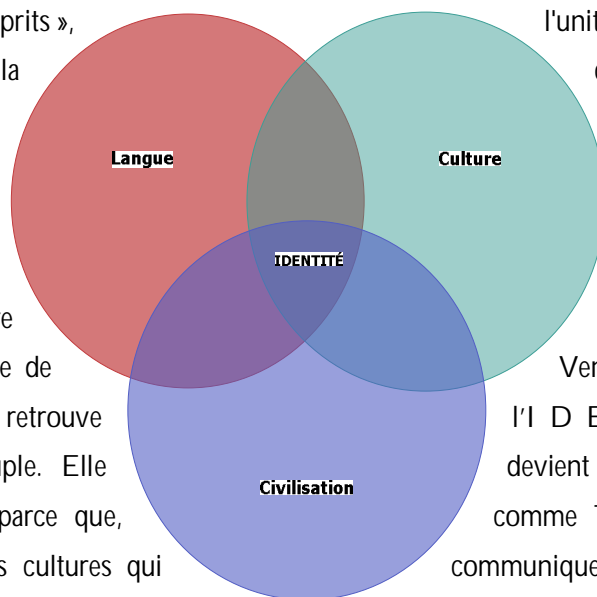 prits »,
la
e de
retrouve
ple. Elle
parce que,
s cultures qui
Langue
Culture
IDENTITÉ
Civilisation
l'unit
Ver
l'I D E
devient
comme
communique